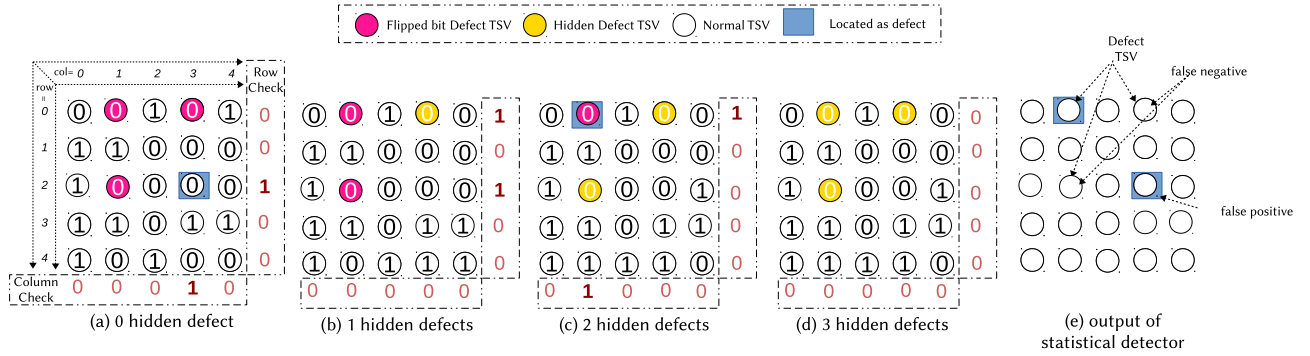 Flipped bit Defect TSV Hidden Defect TSV Normal TSV Located as defect
col= 0 1 2 3 4 Row
Check
row
=
0 0 0 1 0 1 0
1 1 1 0 0 0 0
2 1 0 0 0 0 1
3 1 1 0 1 1 0
4 1 0 1 0 0 0
Column
Check 0 0 0 1 0
(a) 0 hidden defect
0 0 1 0 0 1
1 1 0 0 0 0
1 0 0 0 1 1
1 1 0 1 1 0
1 0 1 1 1 0
0 0 0 0 0
(b) 1 hidden defects
0 0 1 0 1 1
1 1 0 0 0 0
1 0 0 0 1 0
1 1 0 1 1 0
1 1 1 1 0 0
0 1 0 0 0
(c) 2 hidden defects
0 0 1 0 1 0
1 1 0 0 0 0
1 0 0 0 1 0
1 1 0 1 1 0
1 1 1 1 0 0
0 0 0 0 0
(d) 3 hidden defects
Defect
TSV
false negative
false positive
(e) output of
statistical detector